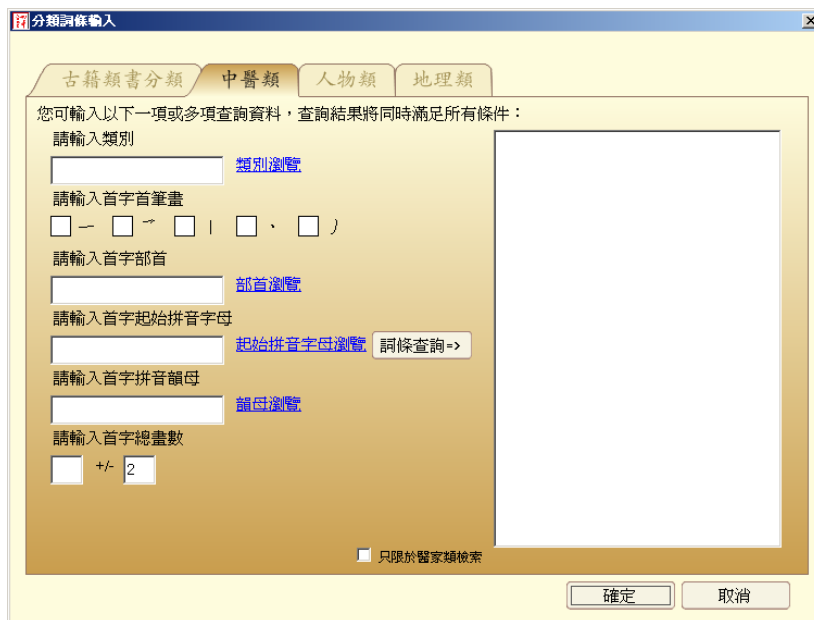 分類詞條輸入
古籍類書分類 中醫類 人物類 地理類
您可輸入以下一項或多項查詢資料，查詢結果將同時滿足所有條件：
請輸入類別
類別瀏覽
請輸入首字首筆畫
請輸入首字部首
部首瀏覽
請輸入首字起始拼音字母
起始拼音字母瀏覽 詞條查詢=>
請輸入首字拼音韻母
韻母瀏覽
請輸入首字總畫數
+/- 2
只限於醫家類檢索
確定 取消